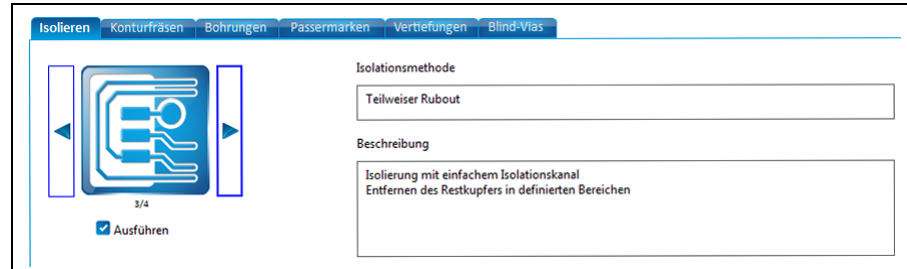 Isolieren Konturfräsen Bohrungen Passermarken Vertiefungen Blind-Vias
Isolationsmethode
Teilweiser Rubout
Beschreibung
Isolierung mit einfachem Isolationskanal
Entfernen des Restkupfers in definierten Bereichen
3/4
Ausführen